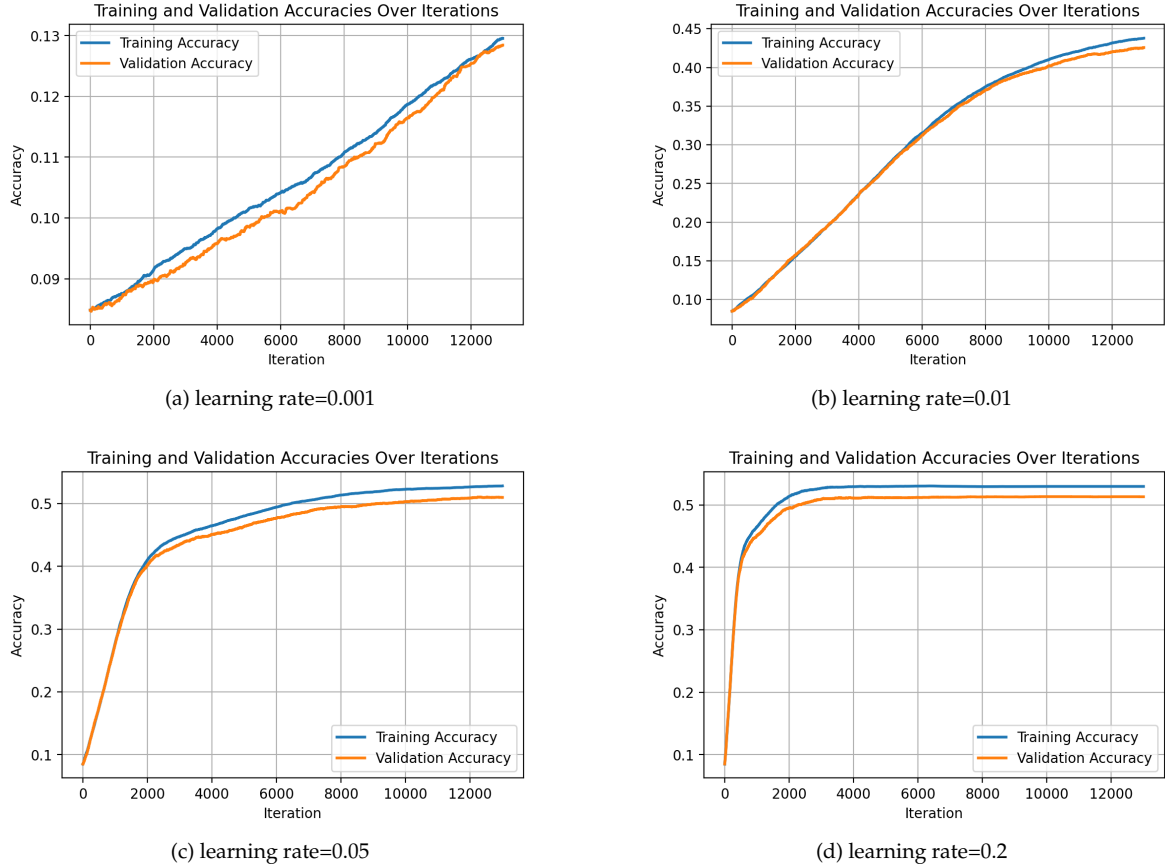 Training and Validation Accuracies Over Iterations
Training Accuracy
Validation Accuracy
Accuracy
0.13
0.12
0.11
0.10
0.09
0 2000 4000 6000 8000 10000 12000
Iteration
(a) learning rate=0.001
Training and Validation Accuracies Over Iterations
Training Accuracy
Validation Accuracy
Accuracy
0.45
0.40
0.35
0.30
0.25
0.20
0.15
0.10
0 2000 4000 6000 8000 10000 12000
Iteration
(b) learning rate=0.01
Training and Validation Accuracies Over Iterations
Accuracy
0.5
0.4
0.3
0.2
0.1
Training Accuracy
Validation Accuracy
0 2000 4000 6000 8000 10000 12000
Iteration
(c) learning rate=0.05
Training and Validation Accuracies Over Iterations
Accuracy
0.5
0.4
0.3
0.2
0.1
Training Accuracy
Validation Accuracy
0 2000 4000 6000 8000 10000 12000
Iteration
(d) learning rate=0.2